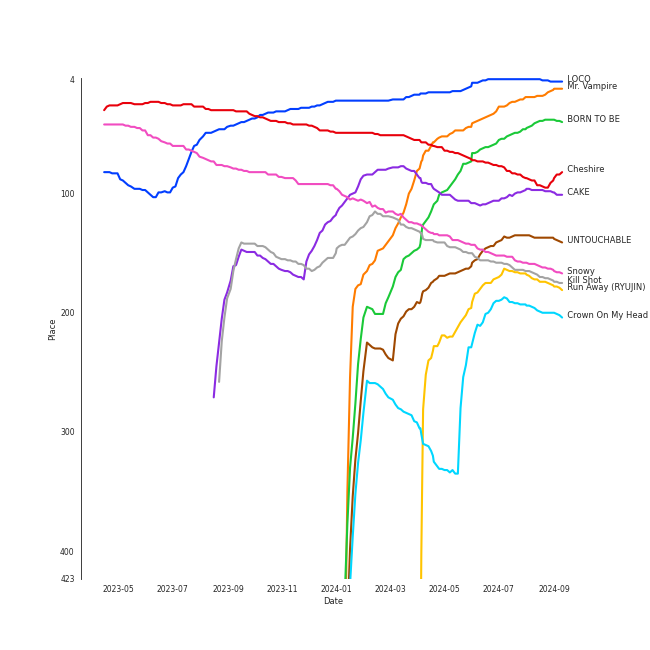 4
100
200
300
400
423
Place
2023-05
2023-07
2023-09
2023-11
2024-01
2024-03
2024-05
2024-07
2024-09
Date
LOCO
Mr. Vampire
BORN TO BE
Cheshire
CAKE
UNTOUCHABLE
Snowy
Kill Shot
Run Away (RYUJIN)
Crown On My Head